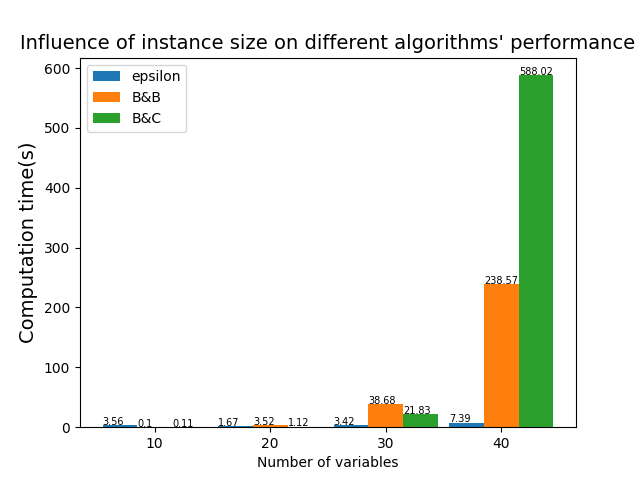 Influence of instance size on different algorithms' performance
600
500
400
300
200
100
0
Computation time(s)
epsilon
B&B
B&C
3.56 0.1 0.11 1.67 3.52 1.12 3.42 38.68 21.83 7.39 238.57 588.02
10 20 30 40
Number of variables